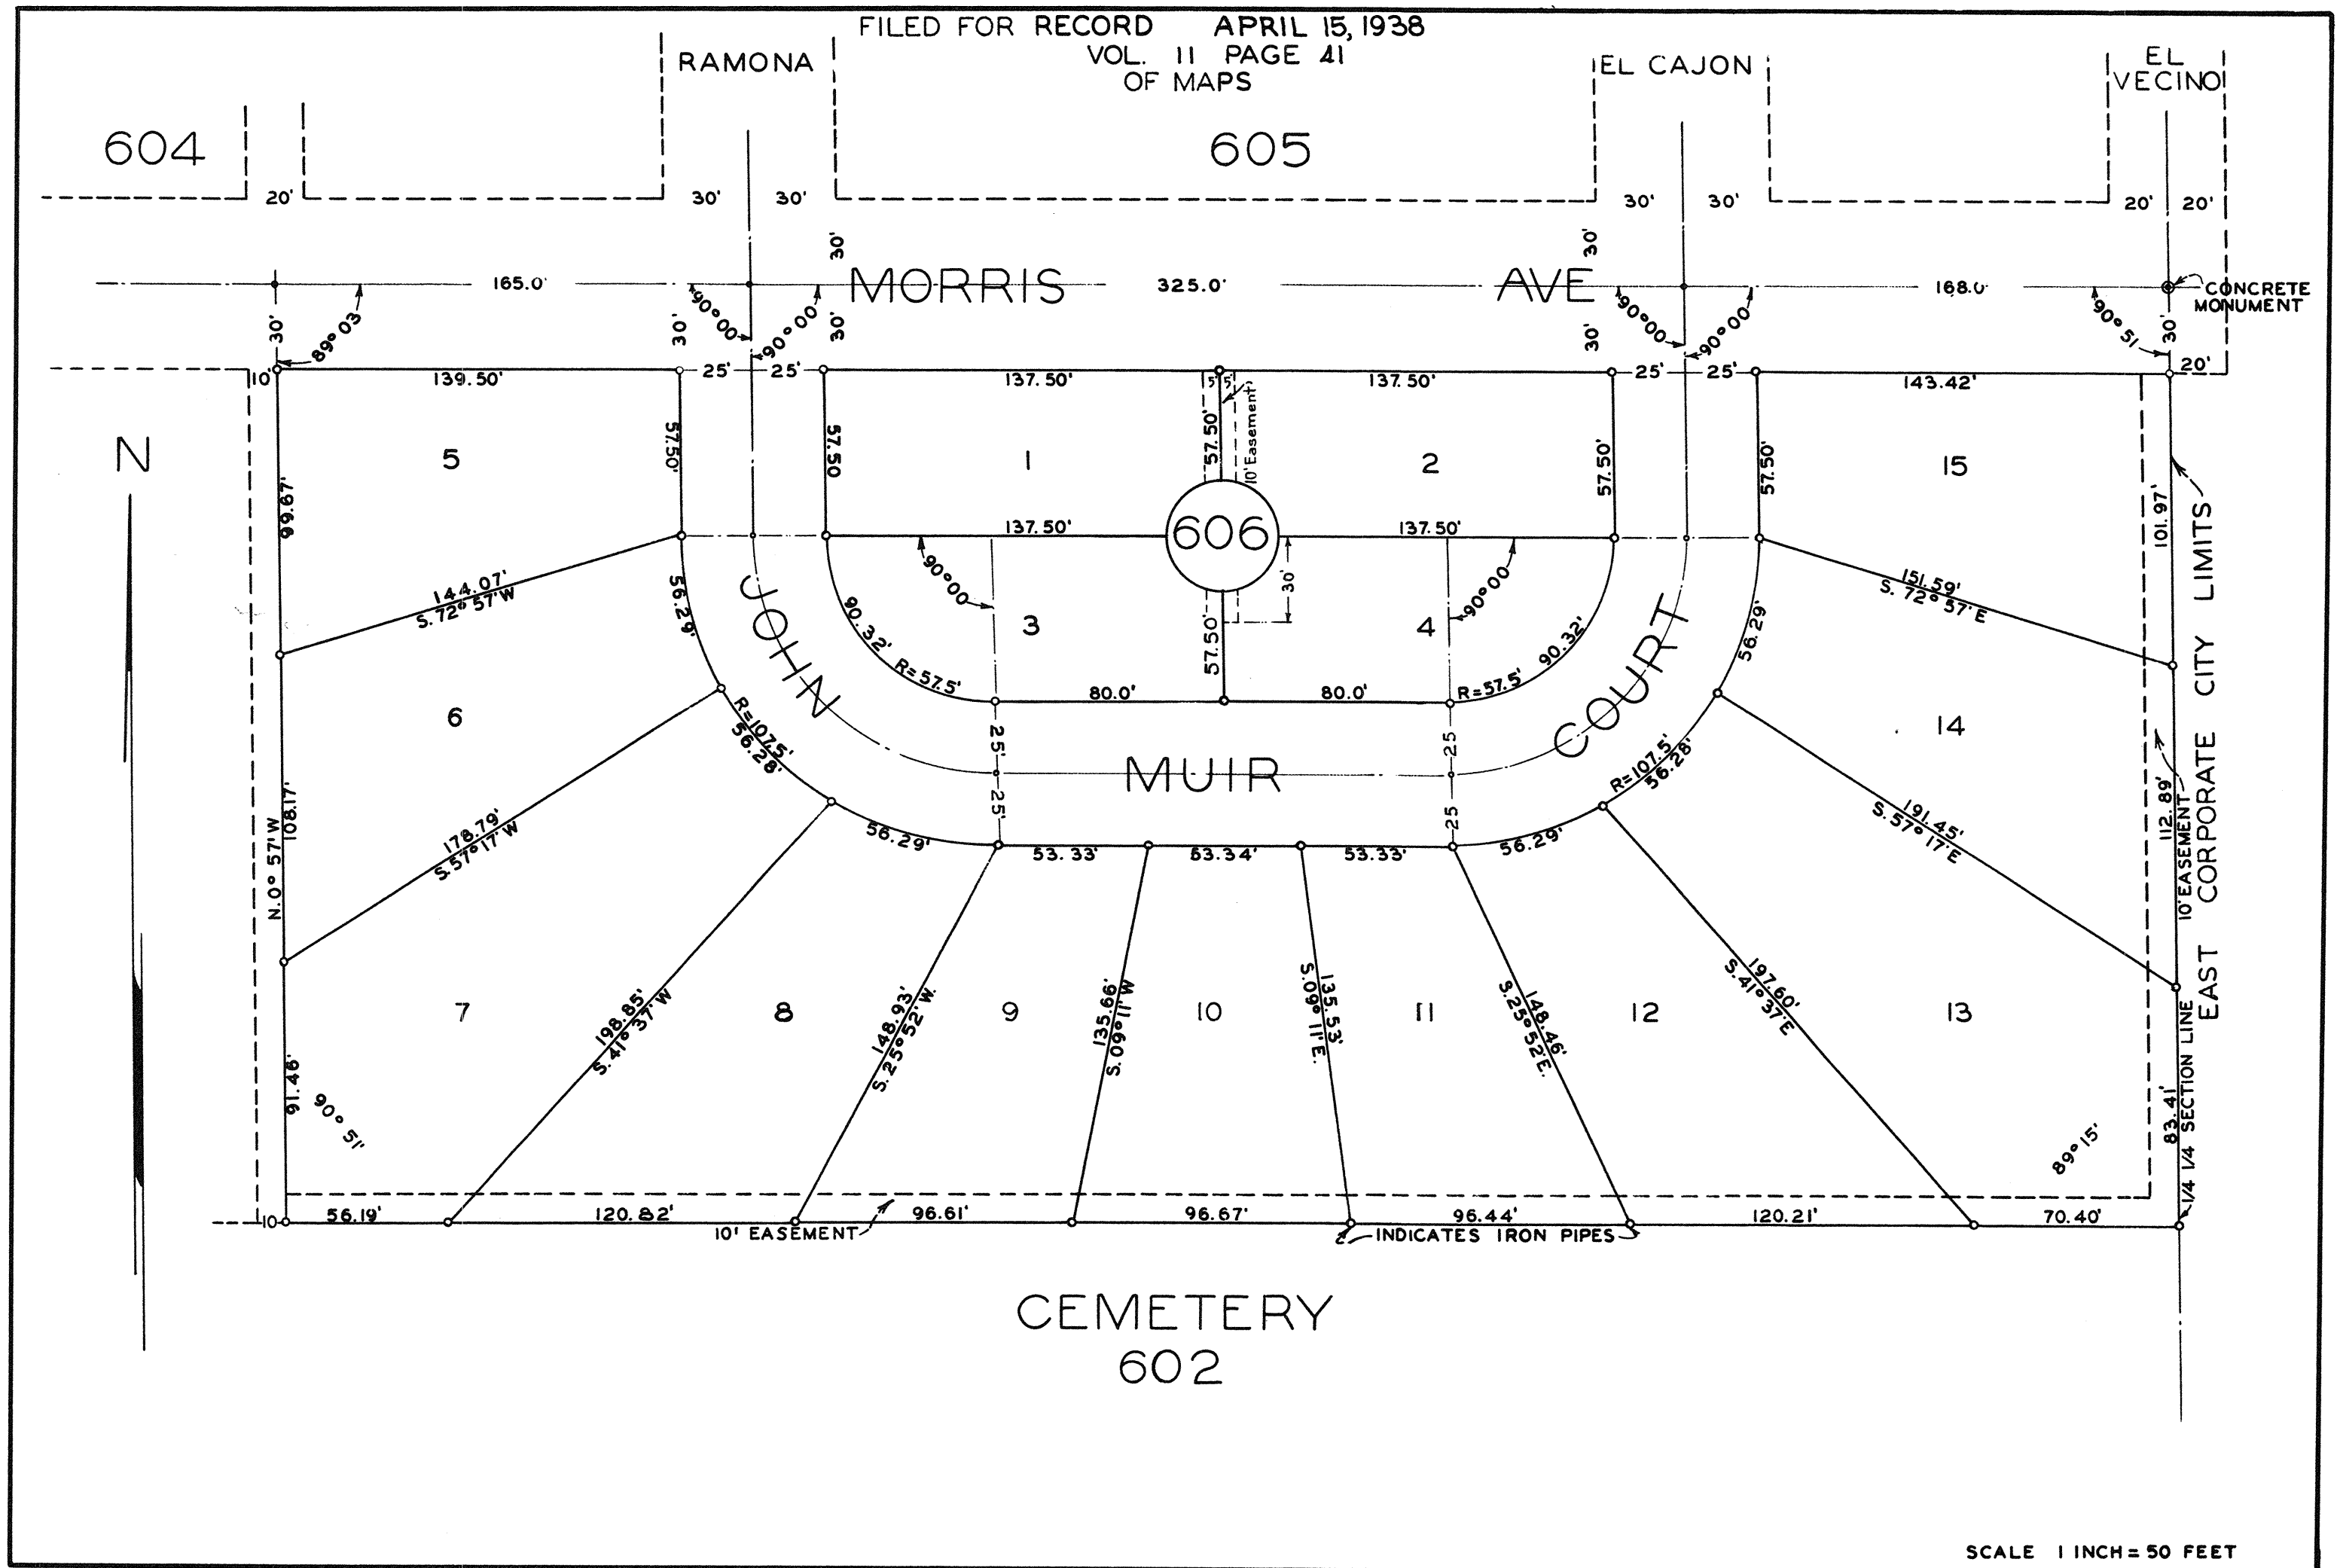 FILED FOR RECORD APRIL 15, 1938
VOL. 11 PAGE 41
OF MAPS
RAMONA
EL CAJON
EL
VECINO
604
605
20'
30' 30'
30' 30'
20' 20'
30'
30'
165.0'
MORRIS
325.0'
AVE
168.0'
CONCRETE
MONUMENT
30'
89° 03
30'
90°00
90°00
30'
30'
90°00
90°00
90° 51
30'
10'
139.50'
25' 25'
137.50'
5' 5'
137.50'
25' 25'
143.42'
20'
N
5
57.50'
57.50
1
57.50'
10' Easement
2
57.50'
57.50'
15
99.67'
101.97'
137.50'
606
137.50'
90°00
30'
90°00
144.07'
S. 72° 57' W
56.29'
JOHN
90.32'
R=57.5'
3
57.50'
4
90.32'
R=57.5'
COURT
56.29'
151.59'
S. 72° 57' E
80.0'
80.0'
6
R=107.5'
56.28'
25'
25'
MUIR
25
25
R=107.5'
56.28'
14
108.17'
N. 0° 57' W
178.79'
S. 57° 17' W
56.29'
53.33'
53.34'
53.33'
56.29'
191.45'
S. 57° 17' E
112.89'
10' EASEMENT
EAST CORPORATE CITY LIMITS
7
198.85'
S. 41° 37' W
8
148.93'
S. 25° 52' W.
9
135.66'
S. 09° 11' W
10
135.53'
S. 09° 11' E.
11
148.46'
S. 25° 52' E.
12
197.60'
S. 41° 37' E
13
91.46'
90° 51'
89° 15'
83.41'
1/4 1/4 SECTION LINE
10
56.19'
120.82'
96.61'
96.67'
96.44'
120.21'
70.40'
10' EASEMENT
INDICATES IRON PIPES
CEMETERY
602
SCALE 1 INCH = 50 FEET